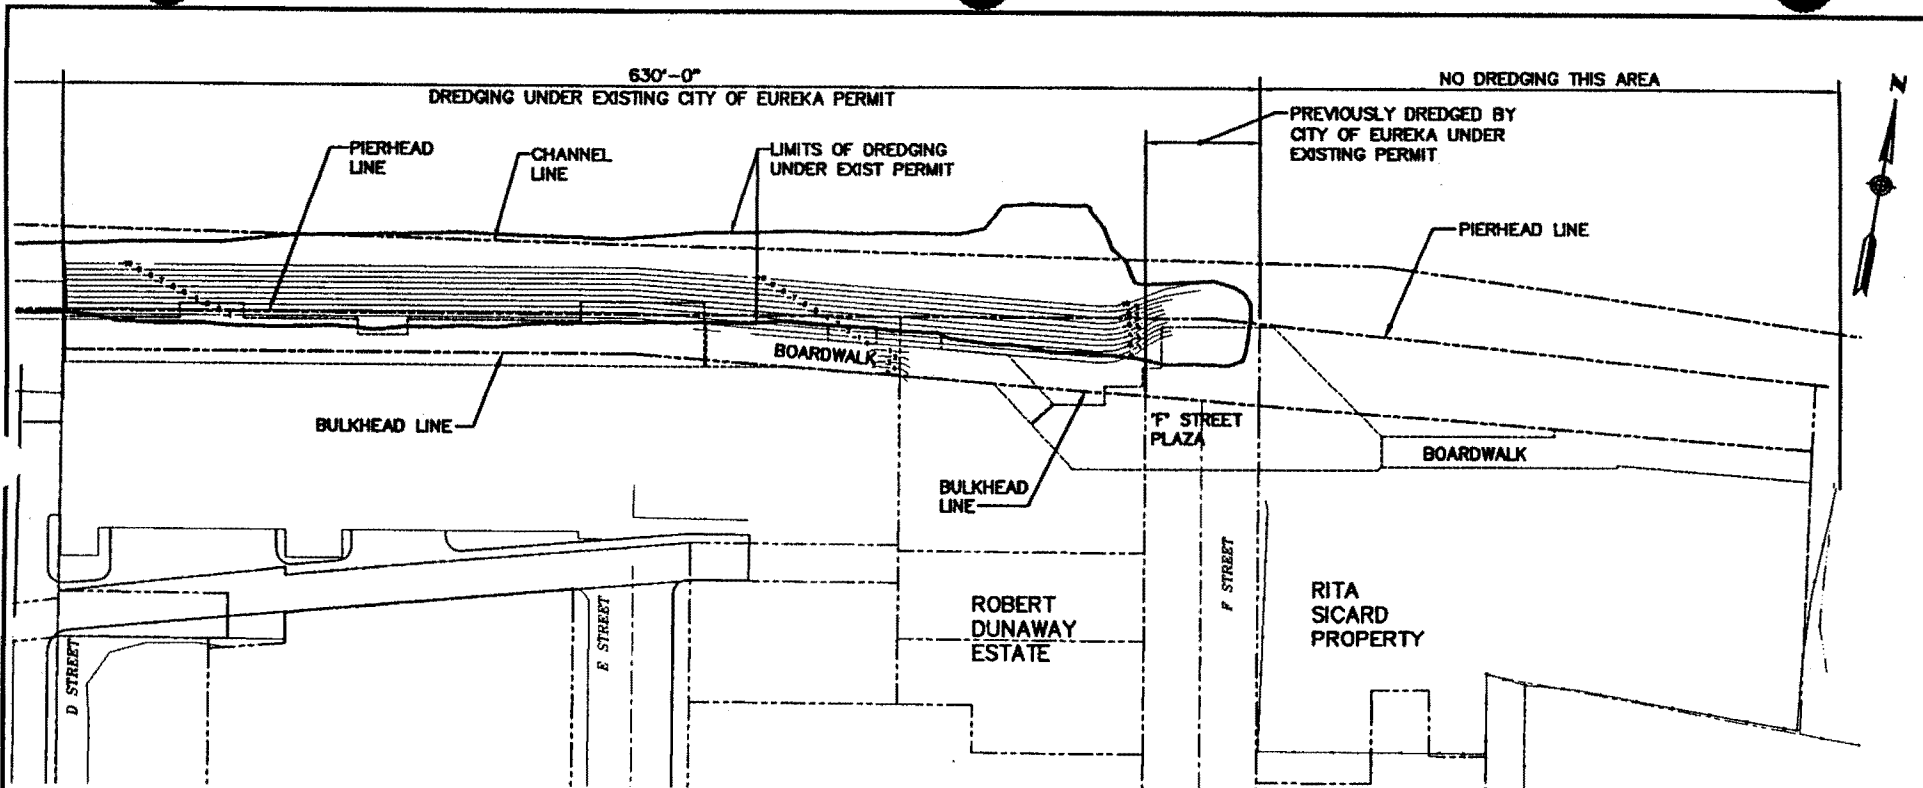 630'-0"
DREDGING UNDER EXISTING CITY OF EUREKA PERMIT
NO DREDGING THIS AREA
N
PREVIOUSLY DREDGED BY
CITY OF EUREKA UNDER
EXISTING PERMIT
PIERHEAD
LINE
CHANNEL
LINE
LIMITS OF DREDGING
UNDER EXIST PERMIT
PIERHEAD LINE
BOARDWALK
BULKHEAD LINE
'F' STREET
PLAZA
BOARDWALK
BULKHEAD
LINE
D STREET
E STREET
F STREET
ROBERT
DUNAWAY
ESTATE
RITA
SICARD
PROPERTY